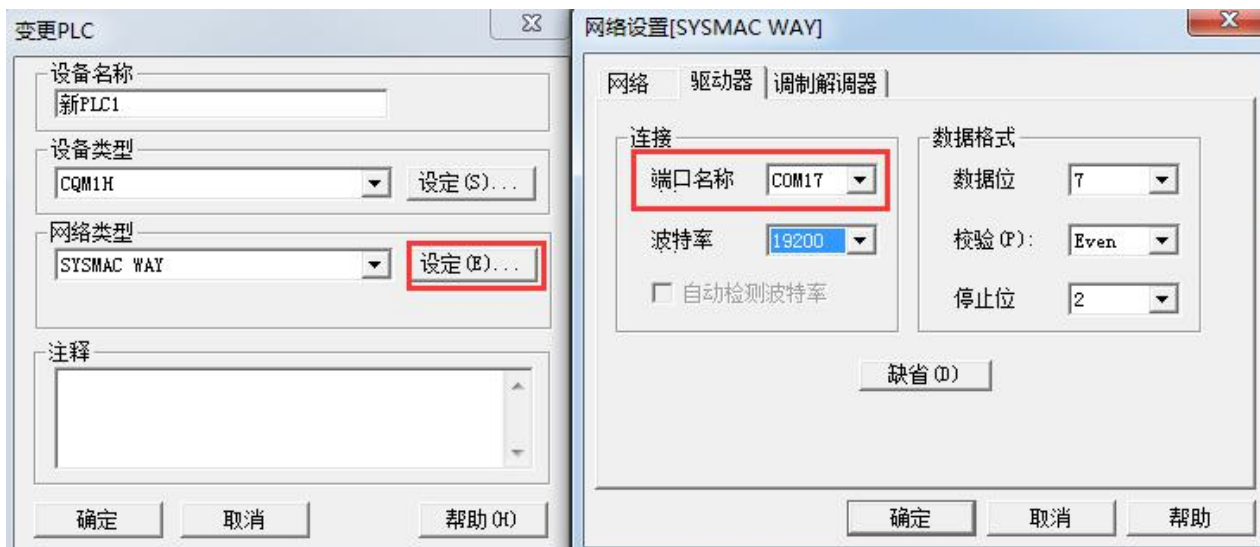 变更PLC
设备名称
新PLC1
设备类型
CQM1H
设定(S)...
网络类型
SYSMAC WAY
设定(E)...
注释
确定
取消
帮助(H)
网络设置[SYSMAC WAY]
网络
驱动器
调制解调器
连接
端口名称
COM17
波特率
19200
自动检测波特率
数据格式
数据位
7
校验(P):
Even
停止位
2
缺省(D)
确定
取消
帮助